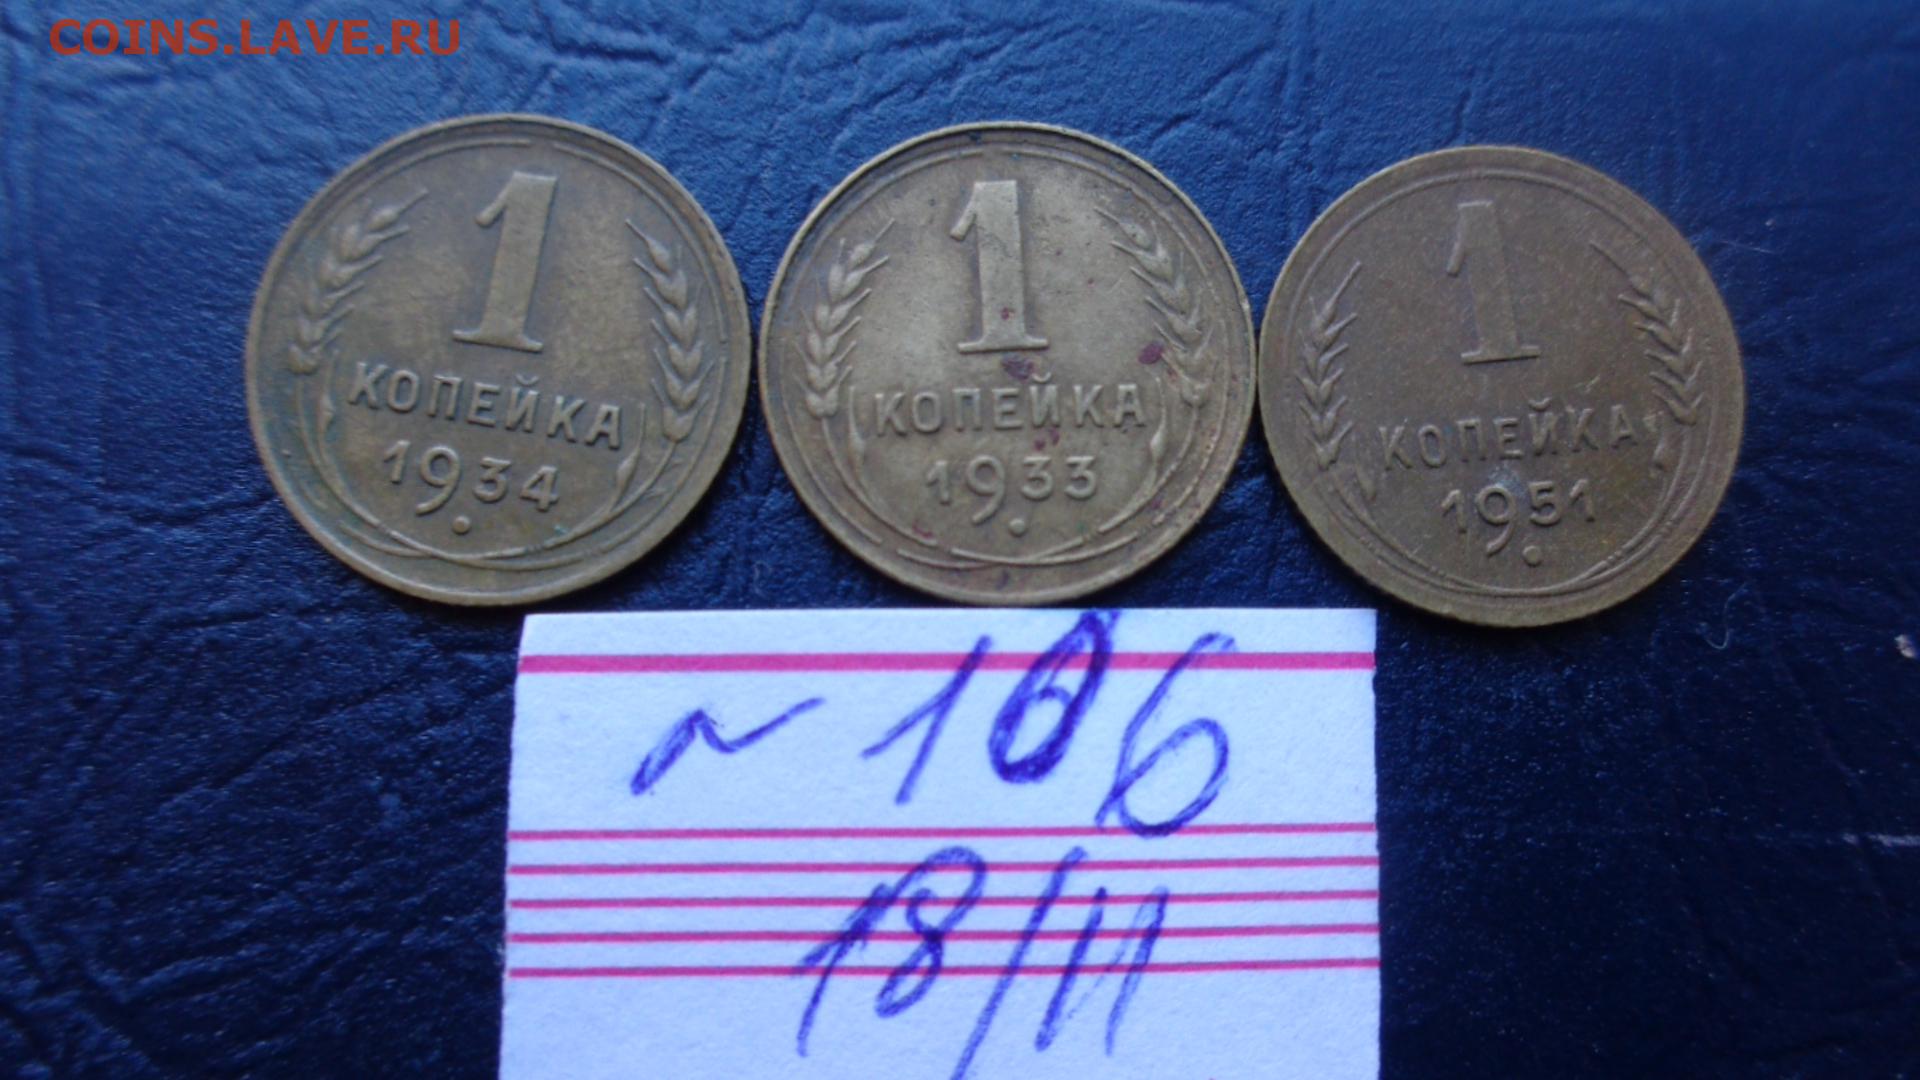 COINS.LAVE.RU
1
КОПЕЙКА
1934
1
КОПЕЙКА
1933
1
КОПЕЙКА
1951
~ 106
18/11